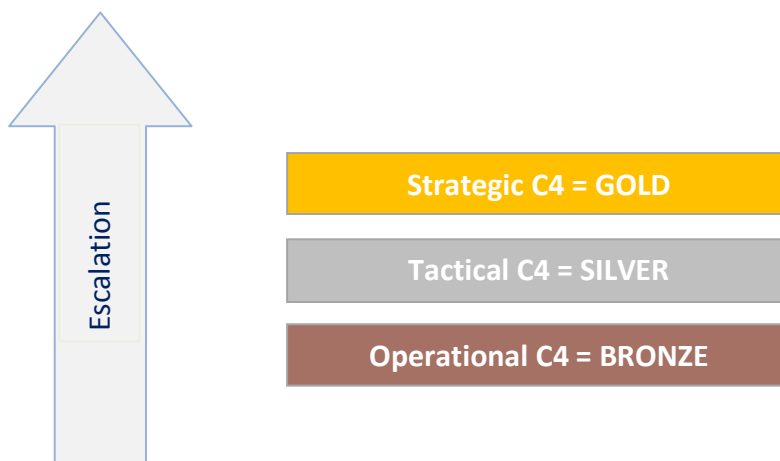 Escalation
Strategic C4 = GOLD
Tactical C4 = SILVER
Operational C4 = BRONZE